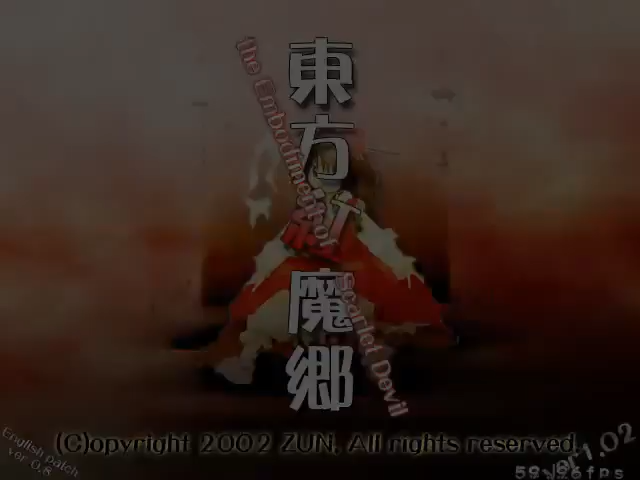 東方紅魔郷
the Embodiment of
Scarlet Devil
(C)opyright 2002 ZUN, All rights reserved.
English patch
ver 0.8
ver1.02